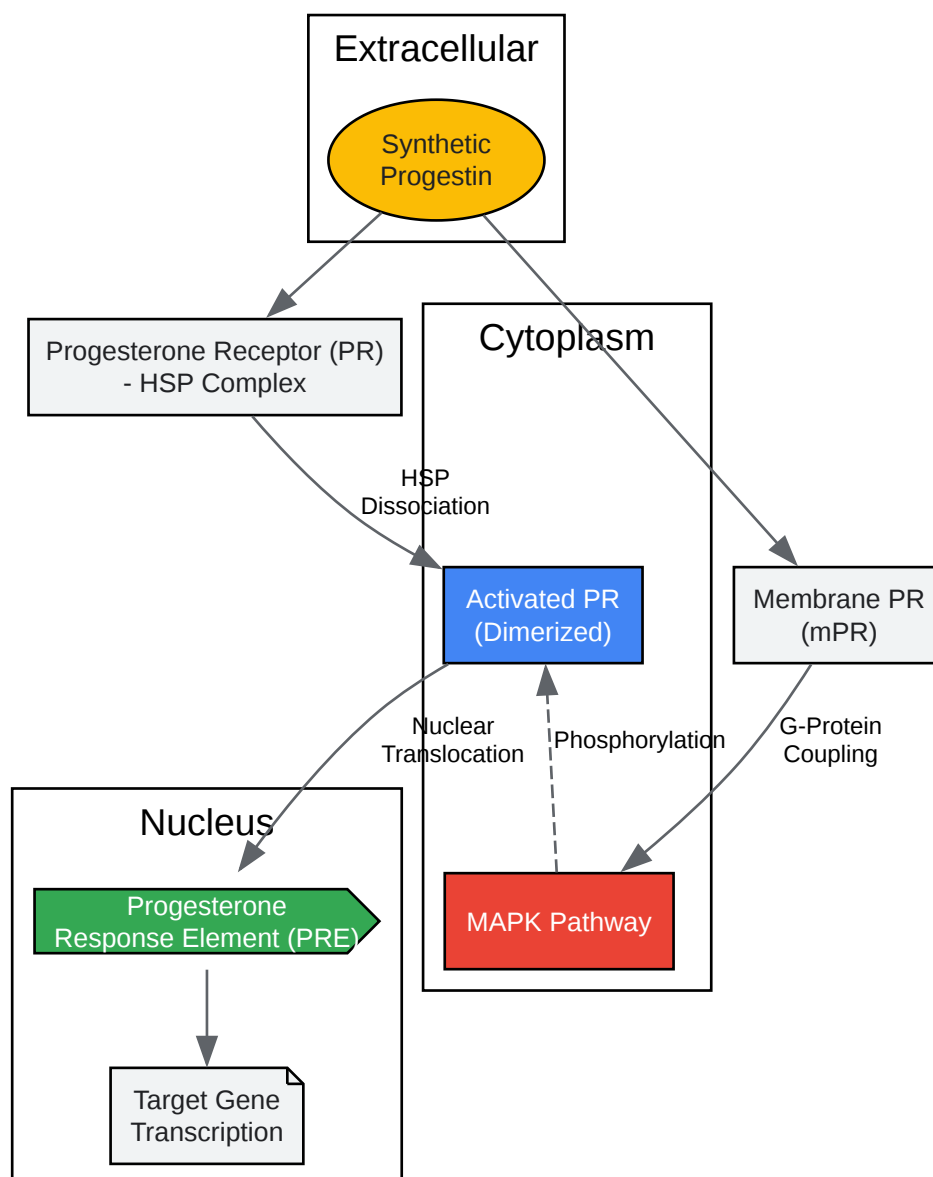 Extracellular
Synthetic
Progestin
Cytoplasm
Progesterone Receptor (PR)
- HSP Complex
HSP
Dissociation
Activated PR
(Dimerized)
Membrane PR
(mPR)
Nuclear
Translocation
Phosphorylation
G-Protein
Coupling
Nucleus
Progesterone
Response Element (PRE)
MAPK Pathway
Target Gene
Transcription